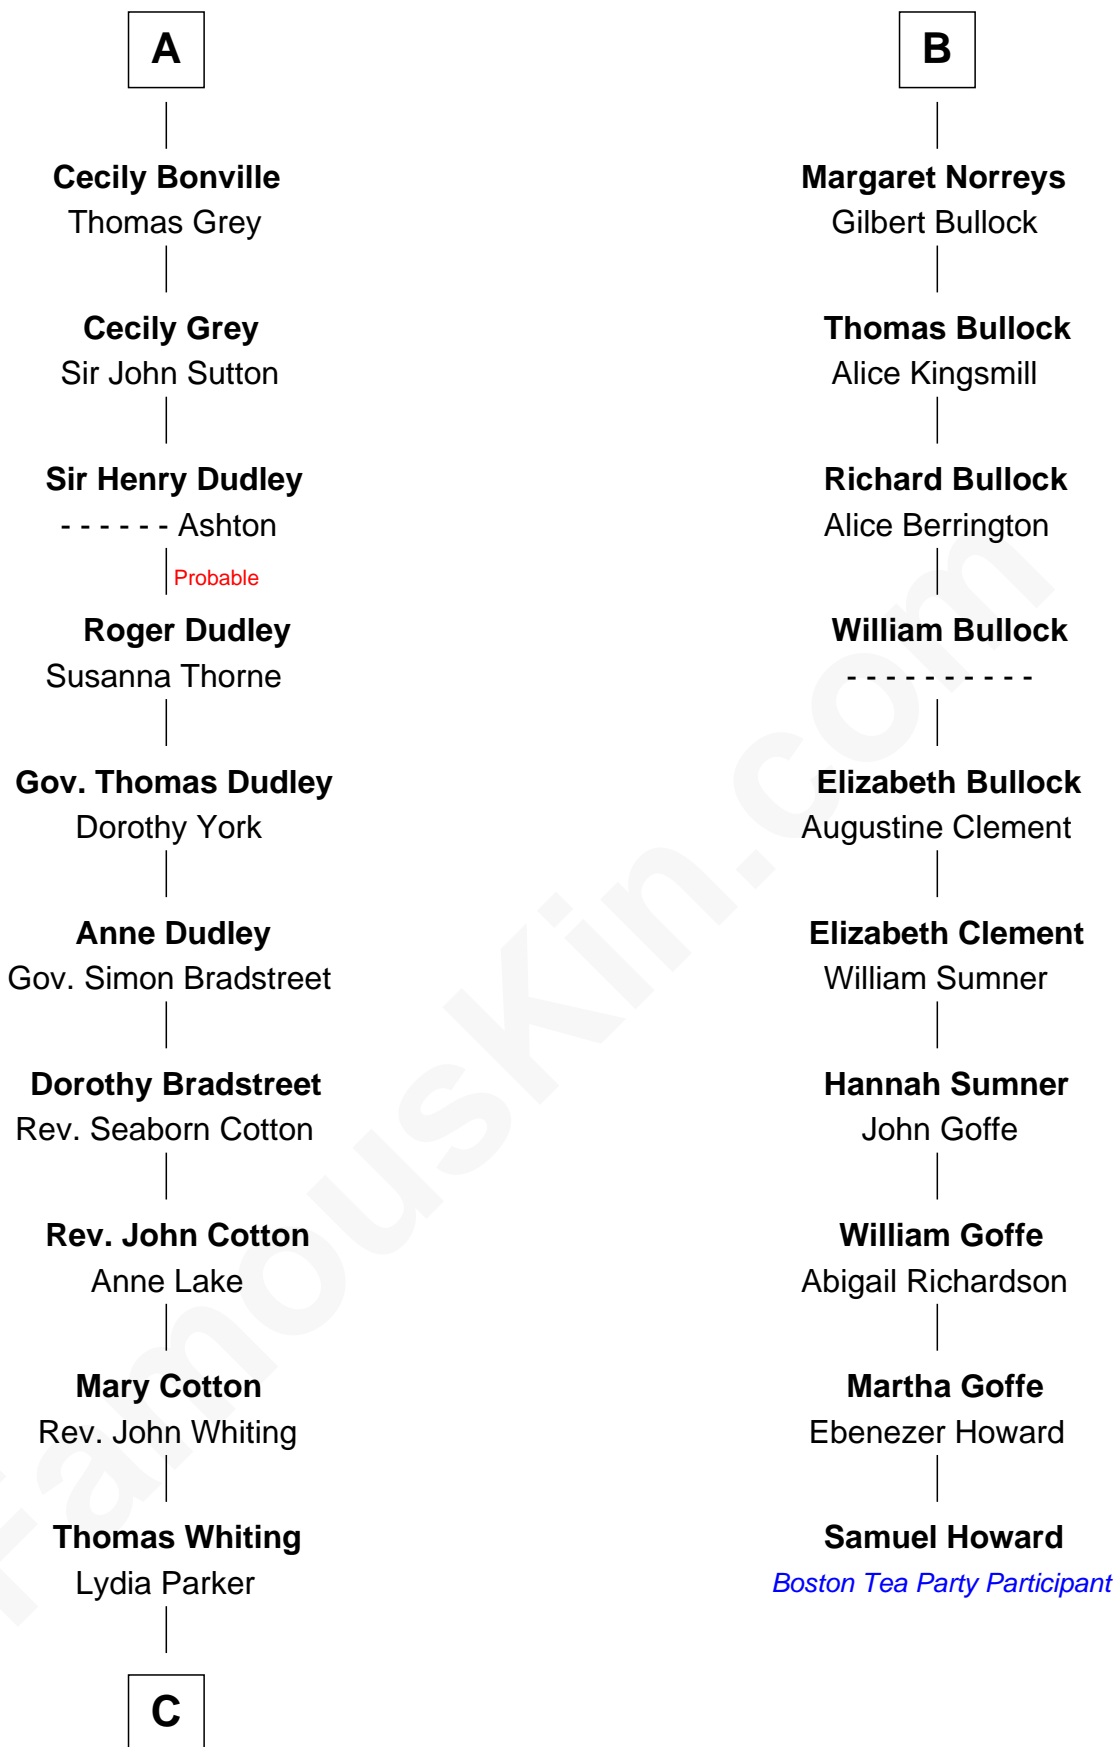 A
Cecily Bonville
Thomas Grey
Cecily Grey
Sir John Sutton
Sir Henry Dudley
- - - - - - Ashton
Probable
Roger Dudley
Susanna Thorne
Gov. Thomas Dudley
Dorothy York
Anne Dudley
Gov. Simon Bradstreet
Dorothy Bradstreet
Rev. Seaborn Cotton
Rev. John Cotton
Anne Lake
Mary Cotton
Rev. John Whiting
Thomas Whiting
Lydia Parker
C
B
Margaret Norreys
Gilbert Bullock
Thomas Bullock
Alice Kingsmill
Richard Bullock
Alice Berrington
William Bullock
- - - - - - - - - -
Elizabeth Bullock
Augustine Clement
Elizabeth Clement
William Sumner
Hannah Sumner
John Goffe
William Goffe
Abigail Richardson
Martha Goffe
Ebenezer Howard
Samuel Howard
Boston Tea Party Participant
FamousKin.com